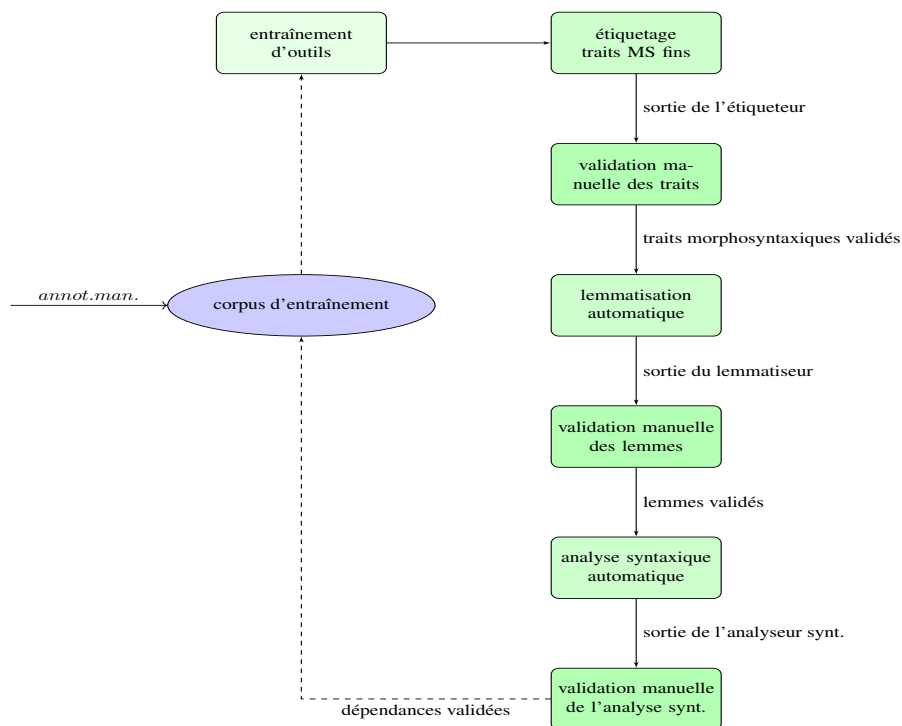 entraînement
d'outils
étiquetage
traits MS fins
sortie de l'étiqueteur
validation ma-
nuelle des traits
traits morphosyntaxiques validés
annot.man.
corpus d'entraînement
lemmatisation
automatique
sortie du lemmatiseur
validation manuelle
des lemmes
lemmes validés
analyse syntaxique
automatique
sortie de l'analyseur synt.
validation manuelle
de l'analyse synt.
dépendances validées